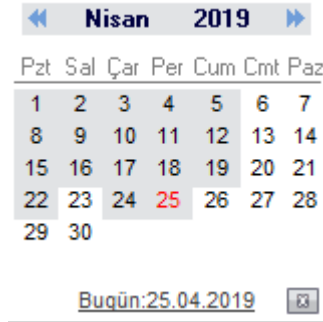 Nisan 2019
Pzt Sal Çar Per Cum Cmt Paz
1 2 3 4 5 6 7
8 9 10 11 12 13 14
15 16 17 18 19 20 21
22 23 24 25 26 27 28
29 30
Bugün:25.04.2019